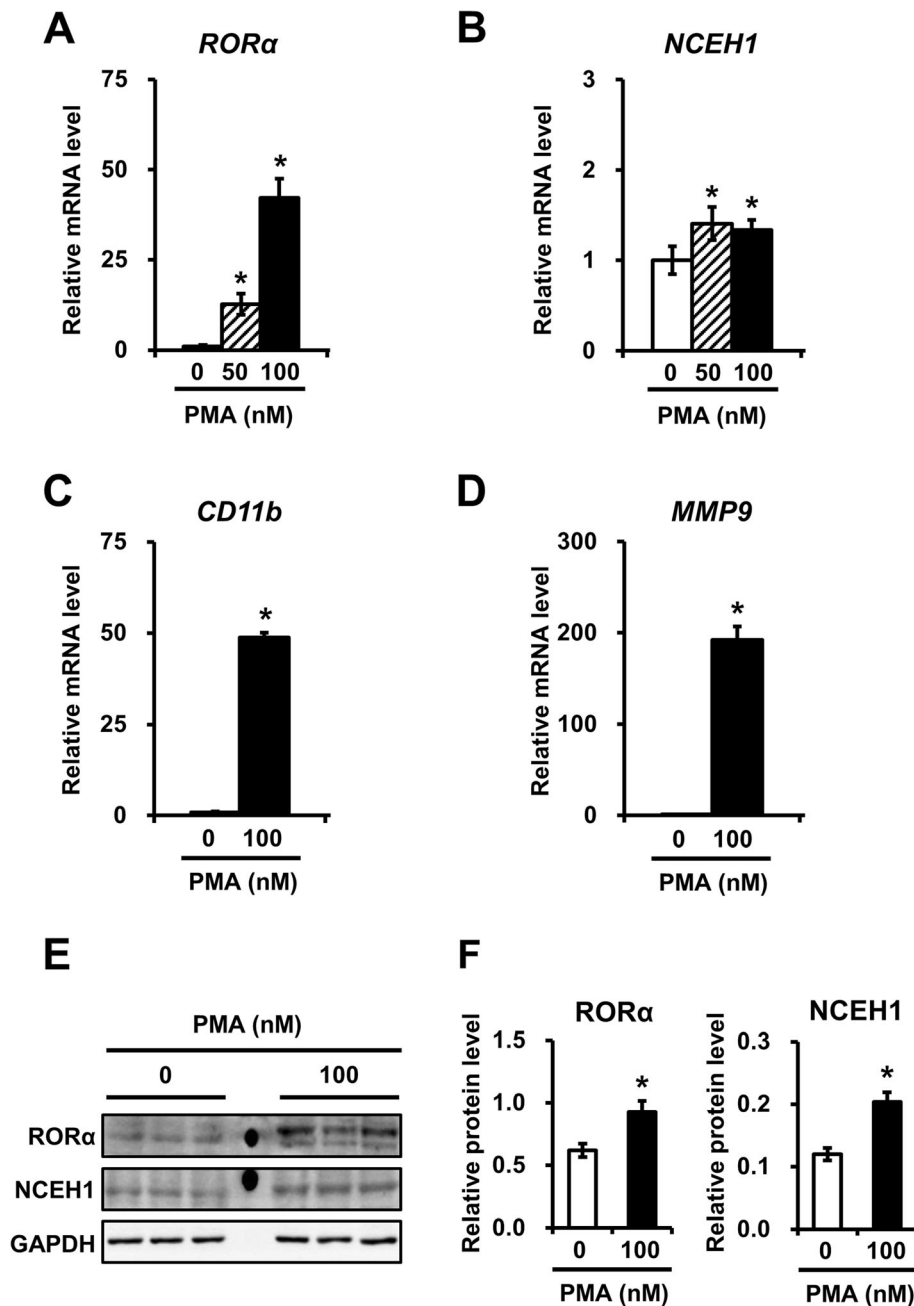 A
RORα
Relative mRNA level
75
50
25
0
*
*
0 50 100
PMA (nM)
B
NCEH1
Relative mRNA level
3
2
1
0
*
*
0 50 100
PMA (nM)
C
CD11b
Relative mRNA level
75
50
25
0
*
0 100
PMA (nM)
D
MMP9
Relative mRNA level
300
200
100
0
*
0 100
PMA (nM)
E
PMA (nM)
0 100
RORα
NCEH1
GAPDH
F
RORα
Relative protein level
1.5
1.0
0.5
0.0
*
0 100
PMA (nM)
NCEH1
Relative protein level
0.3
0.2
0.1
0.0
*
0 100
PMA (nM)